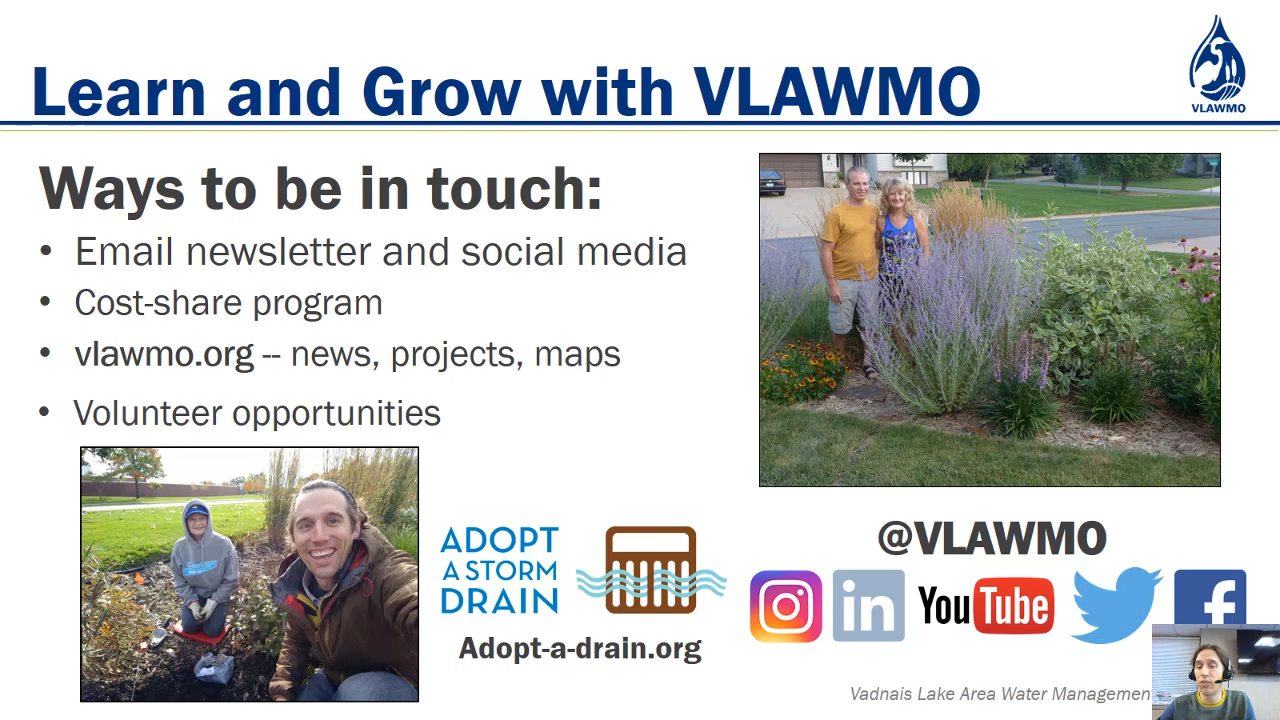 Learn and Grow with VLAWMO
VLAWMO
Ways to be in touch:
• Email newsletter and social media
• Cost-share program
• vlawmo.org -- news, projects, maps
• Volunteer opportunities
ADOPT
A STORM
DRAIN
Adopt-a-drain.org
@VLAWMO
in
YouTube
f
Vadnais Lake Area Water Managemen